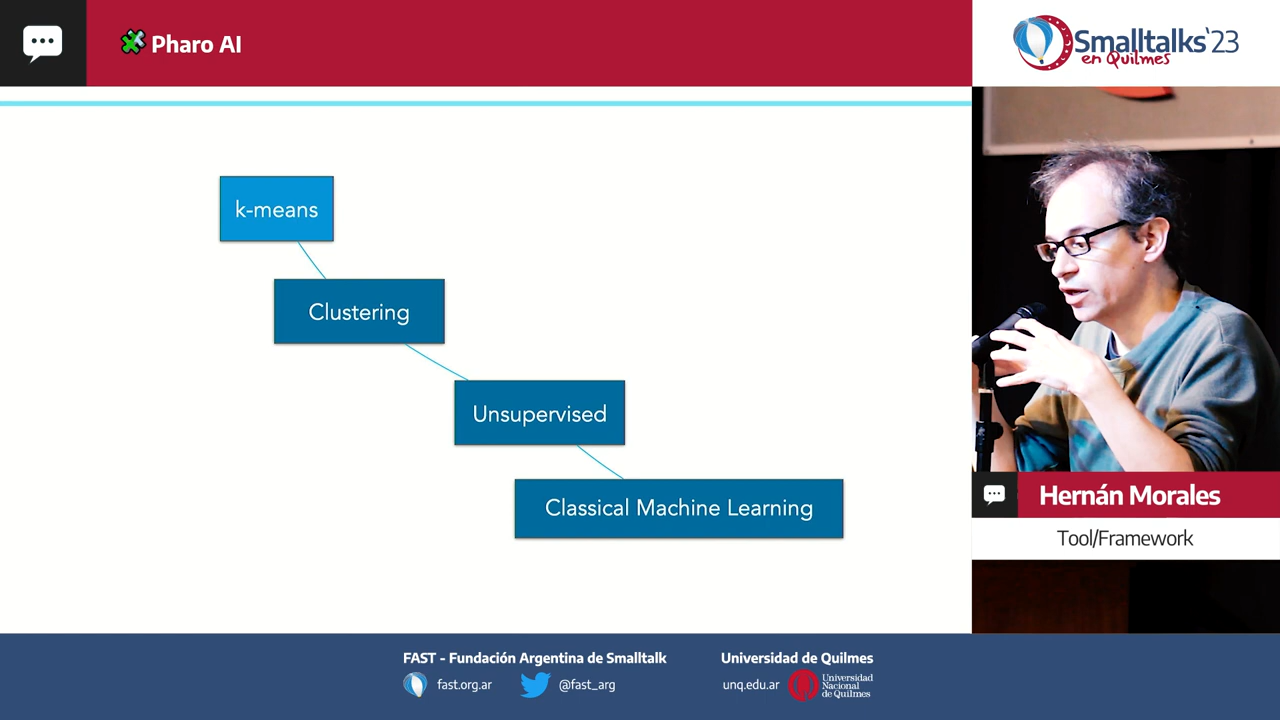 Pharo AI
Smalltalks'23
en Quilmes
k-means
Clustering
Unsupervised
Classical Machine Learning
Hernán Morales
Tool/Framework
FAST - Fundación Argentina de Smalltalk
fast.org.ar
@fast_arg
Universidad de Quilmes
unq.edu.ar
Universidad
Nacional
de Quilmes